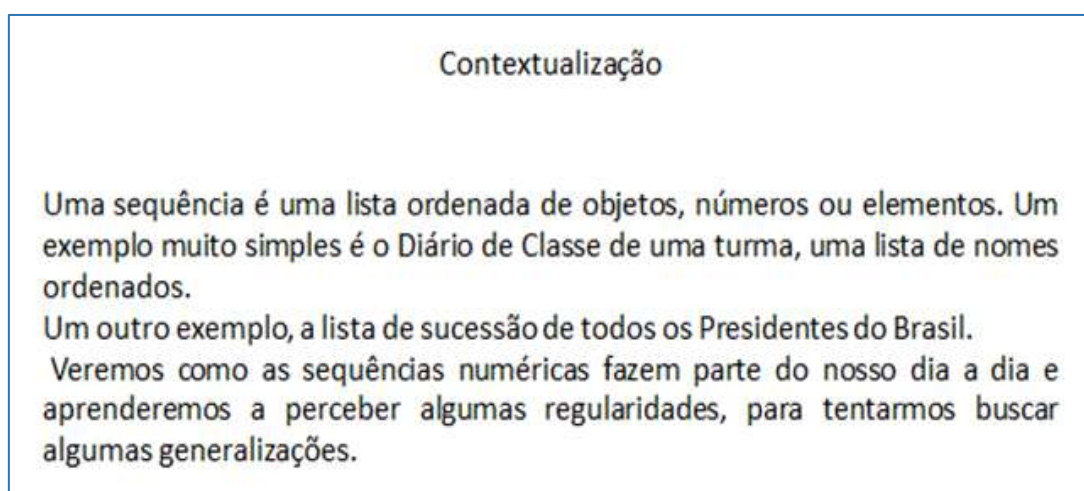 Contextualização
Uma sequência é uma lista ordenada de objetos, números ou elementos. Um
exemplo muito simples é o Diário de Classe de uma turma, uma lista de nomes
ordenados.
Um outro exemplo, a lista de sucessão de todos os Presidentes do Brasil.
Veremos como as sequências numéricas fazem parte do nosso dia a dia e
aprenderemos a perceber algumas regularidades, para tentarmos buscar
algumas generalizações.